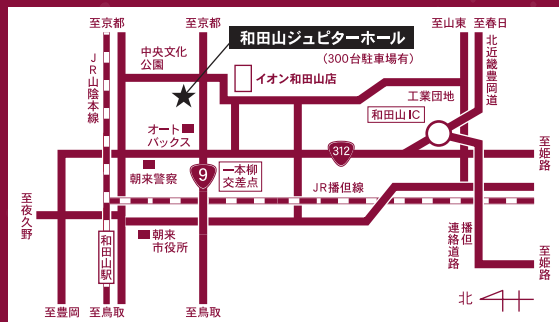 至京都
至京都
至山東
至春日
和田山ジュピターホール
(300台駐車場有)
中央文化
公園
イオン和田山店
北近畿豊岡道
JR山陰本線
工業団地
和田山IC
オート
バックス
312
至姫路
朝来警察
9
一本柳
交差点
JR播但線
至夜久野
朝来
市役所
和田山駅
播但
連絡道路
至姫路
北
至豊岡
至鳥取
至鳥取